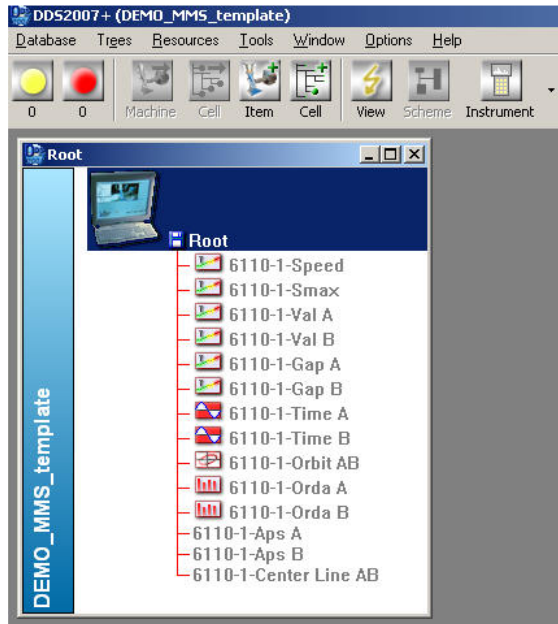 DDS2007+ (DEMO_MMS_template)
Database Trees Resources Tools Window Options Help
0 0 Machine Cell Item Cell View Scheme Instrument
Root
Root
6110-1-Speed
6110-1-Smax
6110-1-Val A
6110-1-Val B
6110-1-Gap A
6110-1-Gap B
6110-1-Time A
6110-1-Time B
6110-1-Orbit AB
6110-1-Orda A
6110-1-Orda B
6110-1-Aps A
6110-1-Aps B
6110-1-Center Line AB
DEMO_MMS_template